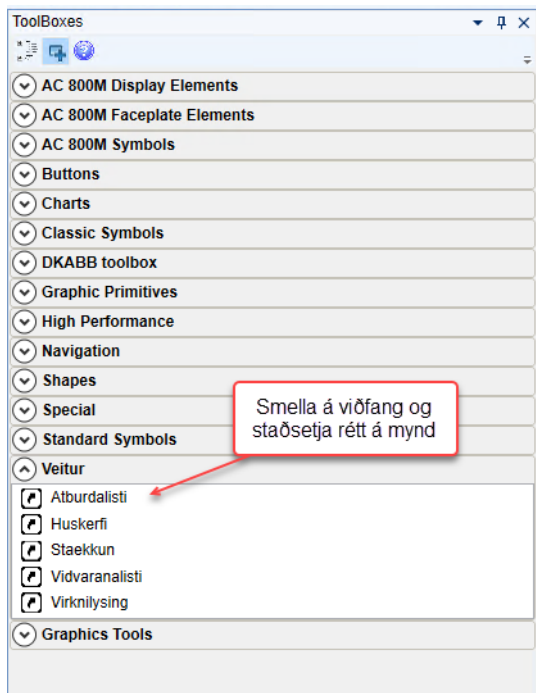 ToolBoxes
AC 800M Display Elements
AC 800M Faceplate Elements
AC 800M Symbols
Buttons
Charts
Classic Symbols
DKABB toolbox
Graphic Primitives
High Performance
Navigation
Shapes
Special
Smella á viðfang og
staðsetja rétt á mynd
Standard Symbols
Veitur
Atburdalisti
Huskerfi
Staekkun
Vidvaranalisti
Virknilysing
Graphics Tools